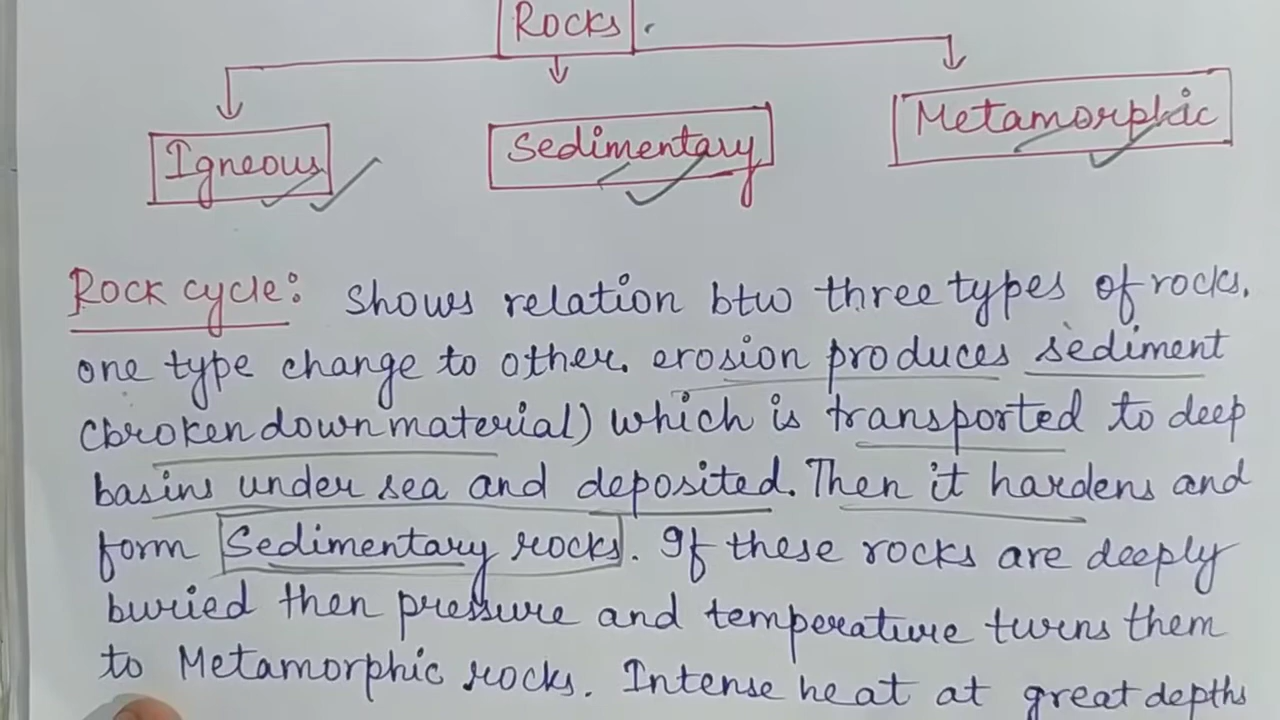 Rocks.
Igneous
Sedimentary
Metamorphic
Rock cycle: shows relation btw three types of rocks.
one type change to other. erosion produces sediment
(broken down material) which is transported to deep
basins under sea and deposited. Then it hardens and
form Sedimentary rocks. If these rocks are deeply
buried then pressure and temperature turns them
to Metamorphic rocks. Intense heat at great depths